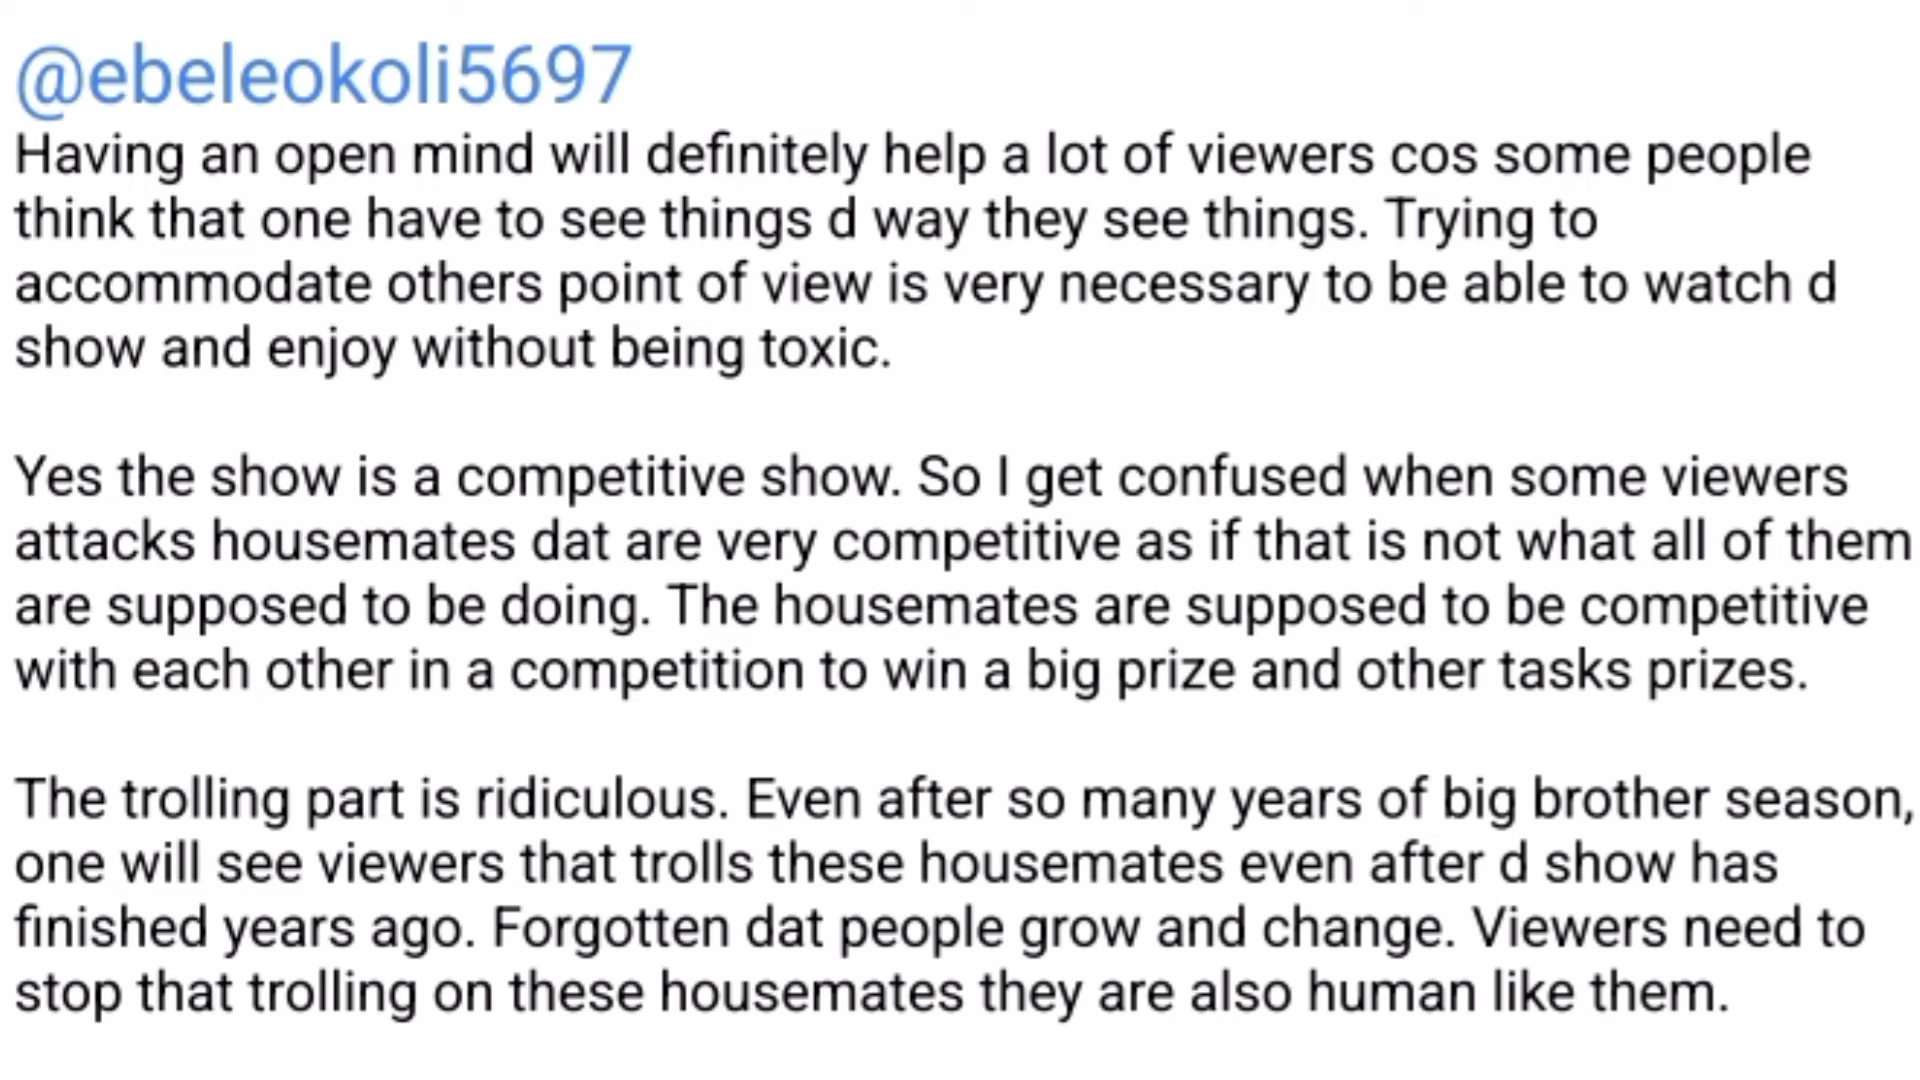 @ebeleokoli5697
Having an open mind will definitely help a lot of viewers cos some people
think that one have to see things d way they see things. Trying to
accommodate others point of view is very necessary to be able to watch d
show and enjoy without being toxic.
Yes the show is a competitive show. So I get confused when some viewers
attacks housemates dat are very competitive as if that is not what all of them
are supposed to be doing. The housemates are supposed to be competitive
with each other in a competition to win a big prize and other tasks prizes.
The trolling part is ridiculous. Even after so many years of big brother season,
one will see viewers that trolls these housemates even after d show has
finished years ago. Forgotten dat people grow and change. Viewers need to
stop that trolling on these housemates they are also human like them.